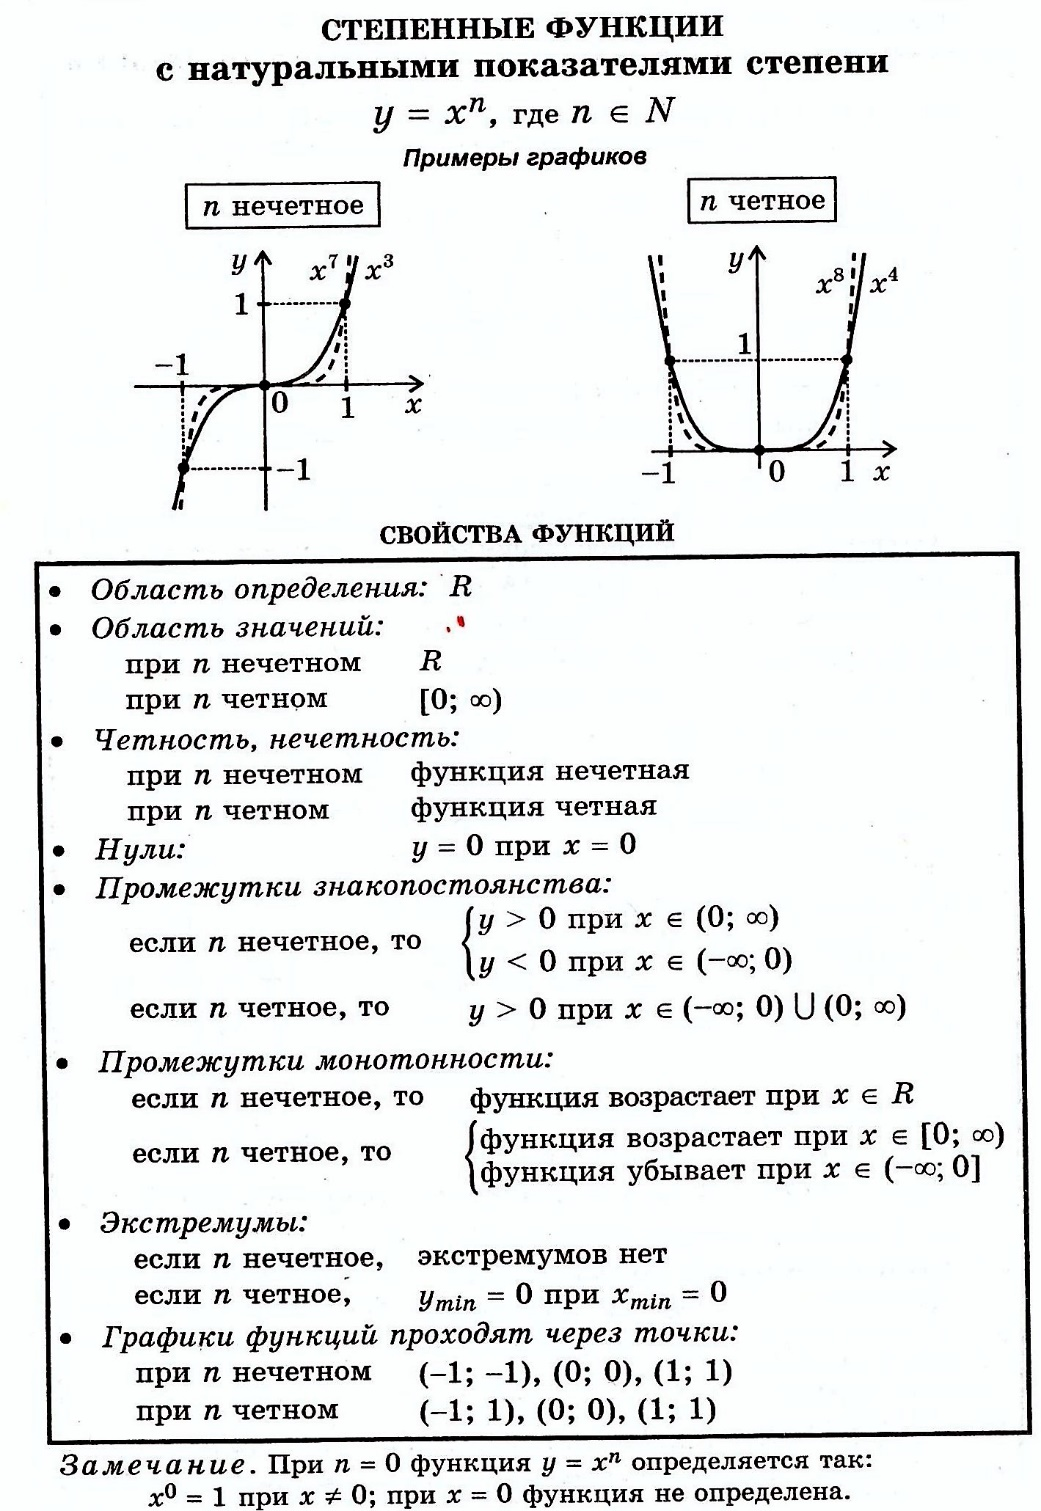 СТЕПЕННЫЕ ФУНКЦИИ
с натуральными показателями степени
y = xⁿ, где n ∈ N
Примеры графиков
n нечетное
n четное
y x⁷ x³
1
−1
0 1 x
−1
y x⁸ x⁴
1
−1 0 1 x
СВОЙСТВА ФУНКЦИЙ
• Область определения: R
• Область значений:
при n нечетном R
при n четном [0; ∞)
• Четность, нечетность:
при n нечетном функция нечетная
при n четном функция четная
• Нули: y = 0 при x = 0
• Промежутки знакопостоянства:
если n нечетное, то { y > 0 при x ∈ (0; ∞)
y < 0 при x ∈ (−∞; 0)
если n четное, то y > 0 при x ∈ (−∞; 0) ∪ (0; ∞)
• Промежутки монотонности:
если n нечетное, то функция возрастает при x ∈ R
если n четное, то { функция возрастает при x ∈ [0; ∞)
функция убывает при x ∈ (−∞; 0]
• Экстремумы:
если n нечетное, экстремумов нет
если n четное, y_min = 0 при x_min = 0
• Графики функций проходят через точки:
при n нечетном (−1; −1), (0; 0), (1; 1)
при n четном (−1; 1), (0; 0), (1; 1)
Замечание. При n = 0 функция y = xⁿ определяется так:
x⁰ = 1 при x ≠ 0; при x = 0 функция не определена.